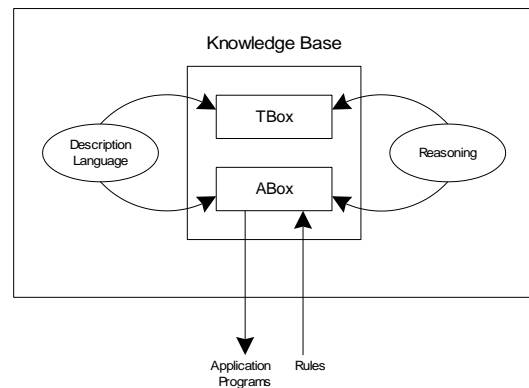 Knowledge Base
TBox
Description
Language
Reasoning
ABox
Application
Programs
Rules